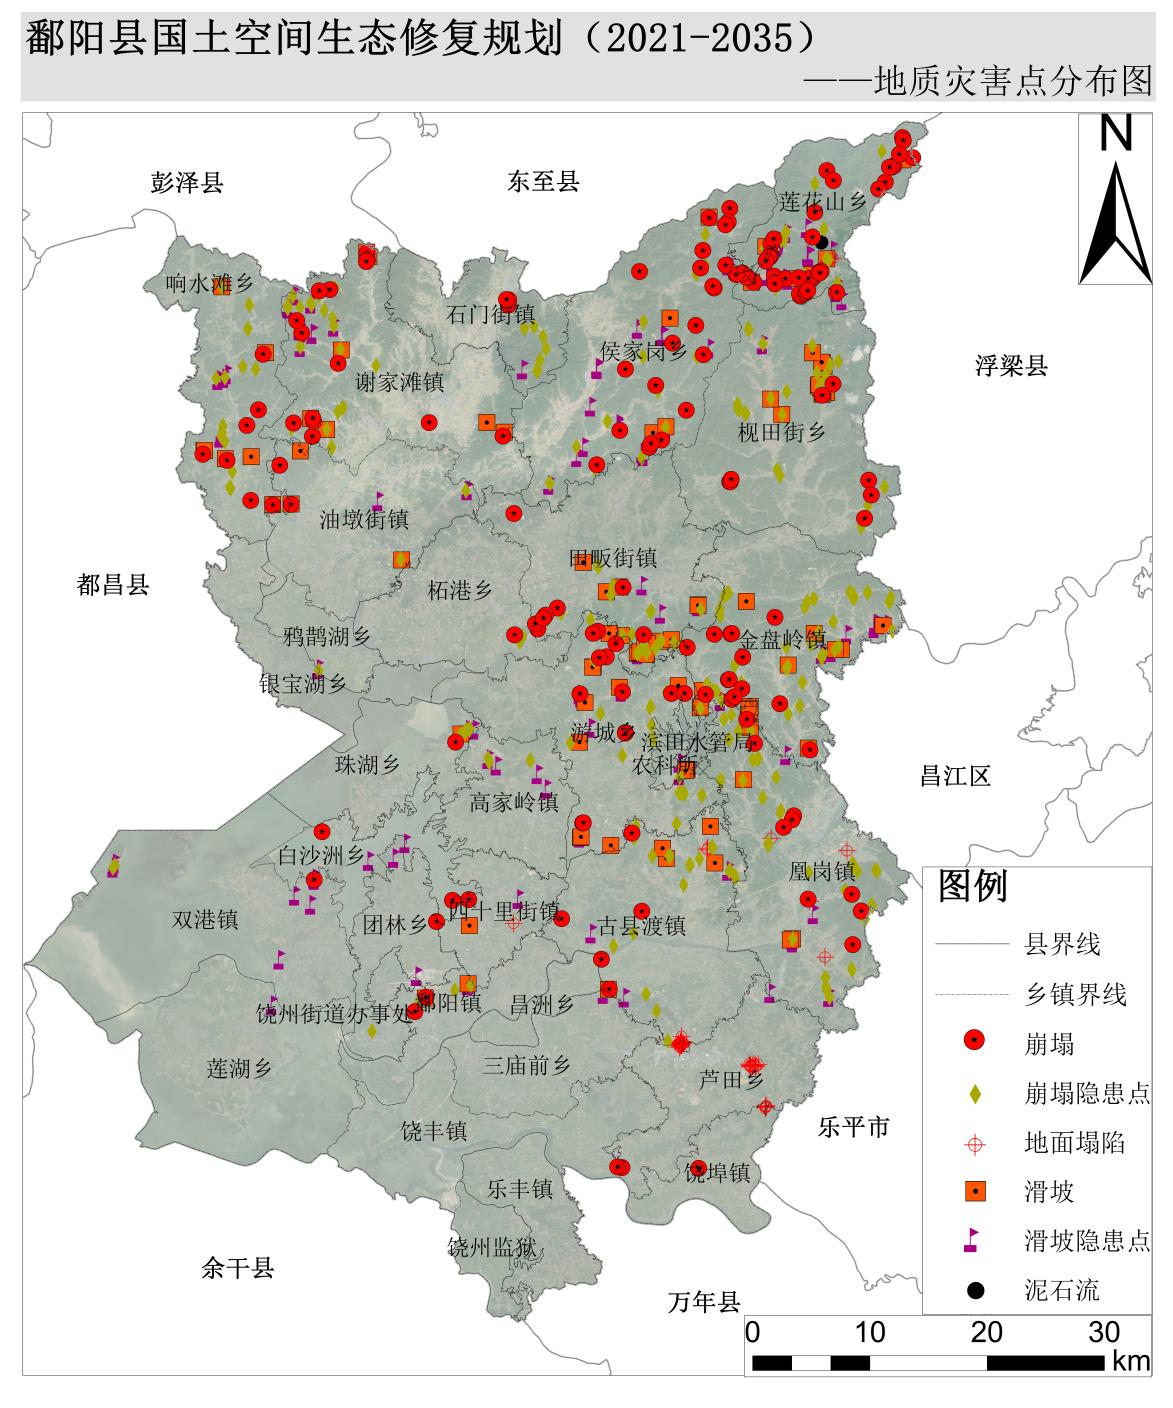 鄱阳县国土空间生态修复规划（2021-2035）
——地质灾害点分布图
N
彭泽县
东至县
莲花山乡
响水滩乡
石门街镇
侯家岗乡
浮梁县
谢家滩镇
枧田街乡
油墩街镇
田畈街镇
都昌县
柘港乡
鸦鹊湖乡
金盘岭镇
银宝湖乡
游城乡
滨田水管局
农科所
珠湖乡
昌江区
高家岭镇
白沙洲乡
凰岗镇
双港镇
团林乡
四十里街镇
古县渡镇
饶州街道办事处
鄱阳镇
昌洲乡
莲湖乡
三庙前乡
芦田乡
饶丰镇
乐平市
饶埠镇
乐丰镇
饶州监狱
余干县
万年县
图例
县界线
乡镇界线
崩塌
崩塌隐患点
地面塌陷
滑坡
滑坡隐患点
泥石流
0 10 20 30
km